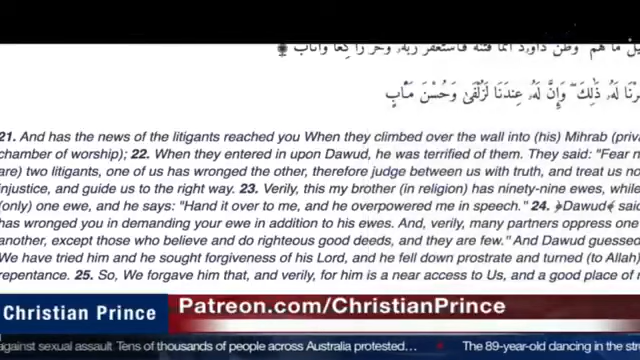 مَّا هُمْ ۗ وَظَنَّ دَاوُۥدُ أَنَّمَا فَتَنَّٰهُ فَٱسْتَغْفَرَ رَبَّهُۥ وَخَرَّ رَاكِعًا وَأَنَابَ
لَهُۥ ذَٰلِكَ ۖ وَإِنَّ لَهُۥ عِندَنَا لَزُلْفَىٰ وَحُسْنَ مَـَٔابٍ
21. And has the news of the litigants reached you When they climbed over the wall into (his) Mihrab (priv
chamber of worship); 22. When they entered in upon Dawud, he was terrified of them. They said: "Fear n
are) two litigants, one of us has wronged the other, therefore judge between us with truth, and treat us no
injustice, and guide us to the right way. 23. Verily, this my brother (in religion) has ninety-nine ewes, while
(only) one ewe, and he says: "Hand it over to me, and he overpowered me in speech." 24. ﴾Dawud﴿ said
has wronged you in demanding your ewe in addition to his ewes. And, verily, many partners oppress one
another, except those who believe and do righteous good deeds, and they are few." And Dawud guessed
We have tried him and he sought forgiveness of his Lord, and he fell down prostrate and turned (to Allah)
repentance. 25. So, We forgave him that, and verily, for him is a near access to Us, and a good place of r
Christian Prince
Patreon.com/ChristianPrince
against sexual assault Tens of thousands of people across Australia protested… The 89-year-old dancing in the str